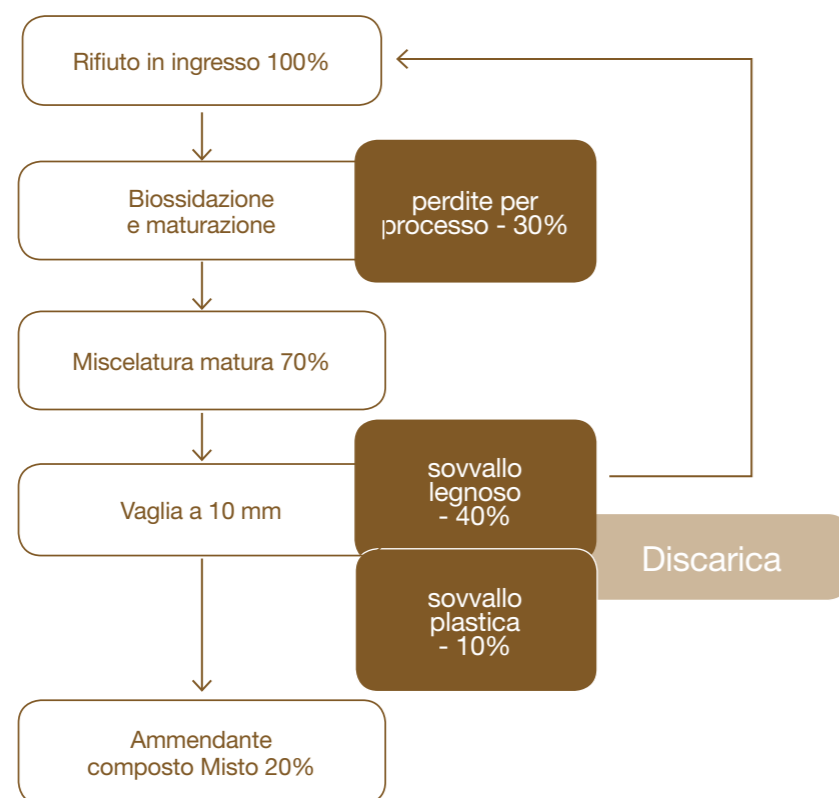 Rifiuto in ingresso 100%
Biossidazione
e maturazione
perdite per
processo - 30%
Miscelatura matura 70%
Vaglia a 10 mm
sovvallo
legnoso
- 40%
Discarica
sovvallo
plastica
- 10%
Ammendante
composto Misto 20%